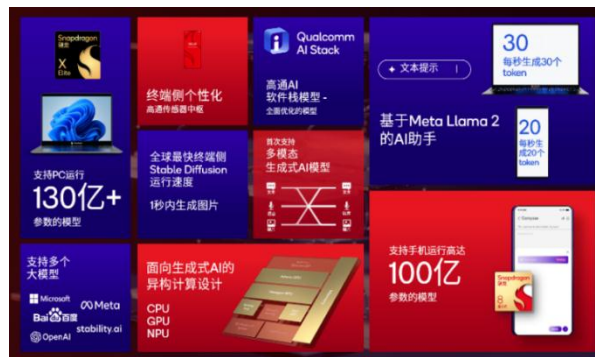 Snapdragon
骁龙
X
Elite
支持PC运行
130亿+
参数的模型
终端侧个性化
高通传感器中枢
Qualcomm
AI Stack
高通AI
软件栈模型 -
全面优化的模型
文本提示
基于Meta Llama 2
的AI助手
30
每秒生成30个
token
20
每秒生
成20个
token
全球最快终端侧
Stable Diffusion
运行速度
1秒内生成图片
首次支持
多模态
生成式AI模型
支持多个
大模型
Microsoft
Meta
Bai百度
stability.ai
OpenAI
面向生成式AI的
异构计算设计
CPU
GPU
NPU
支持手机运行高达
100亿
参数的模型
Snapdragon
骁龙
8